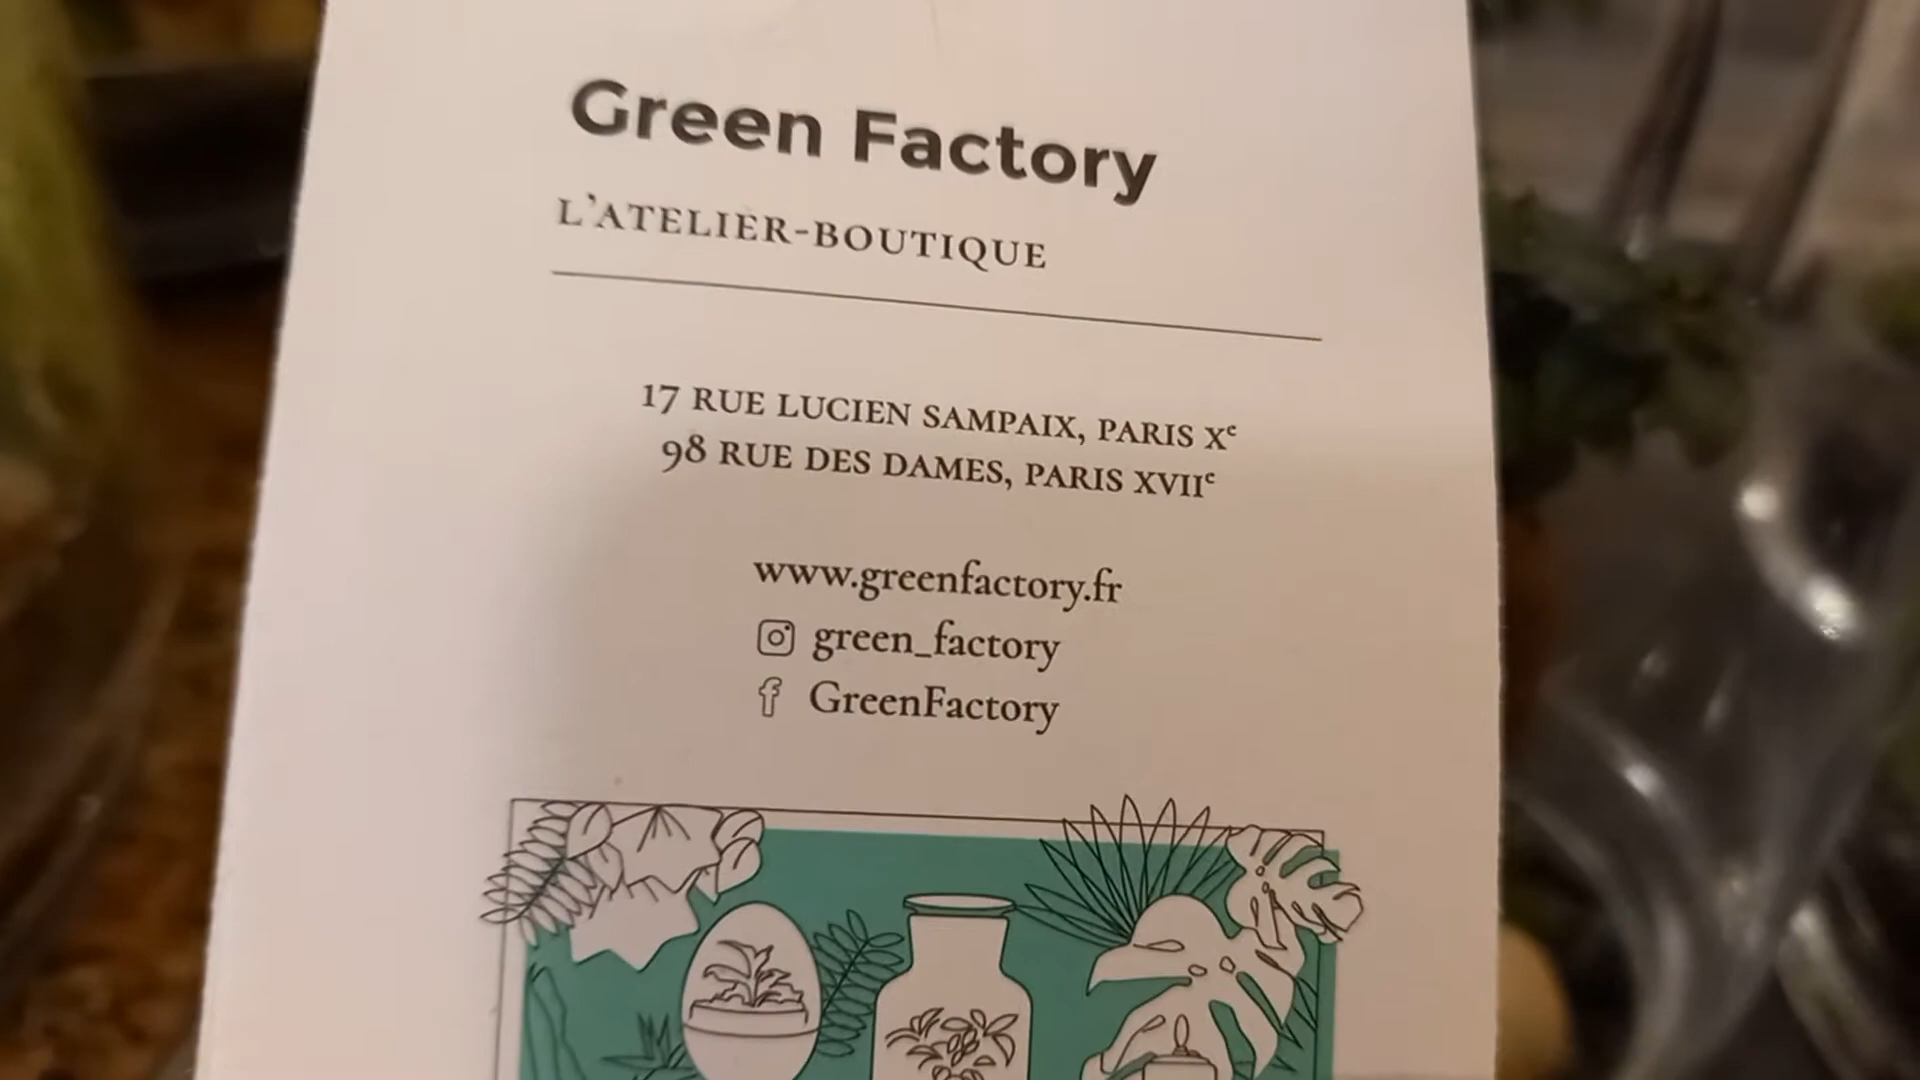 Green Factory
L'ATELIER-BOUTIQUE
17 RUE LUCIEN SAMPAIX, PARIS Xe
98 RUE DES DAMES, PARIS XVIIe
www.greenfactory.fr
green_factory
GreenFactory